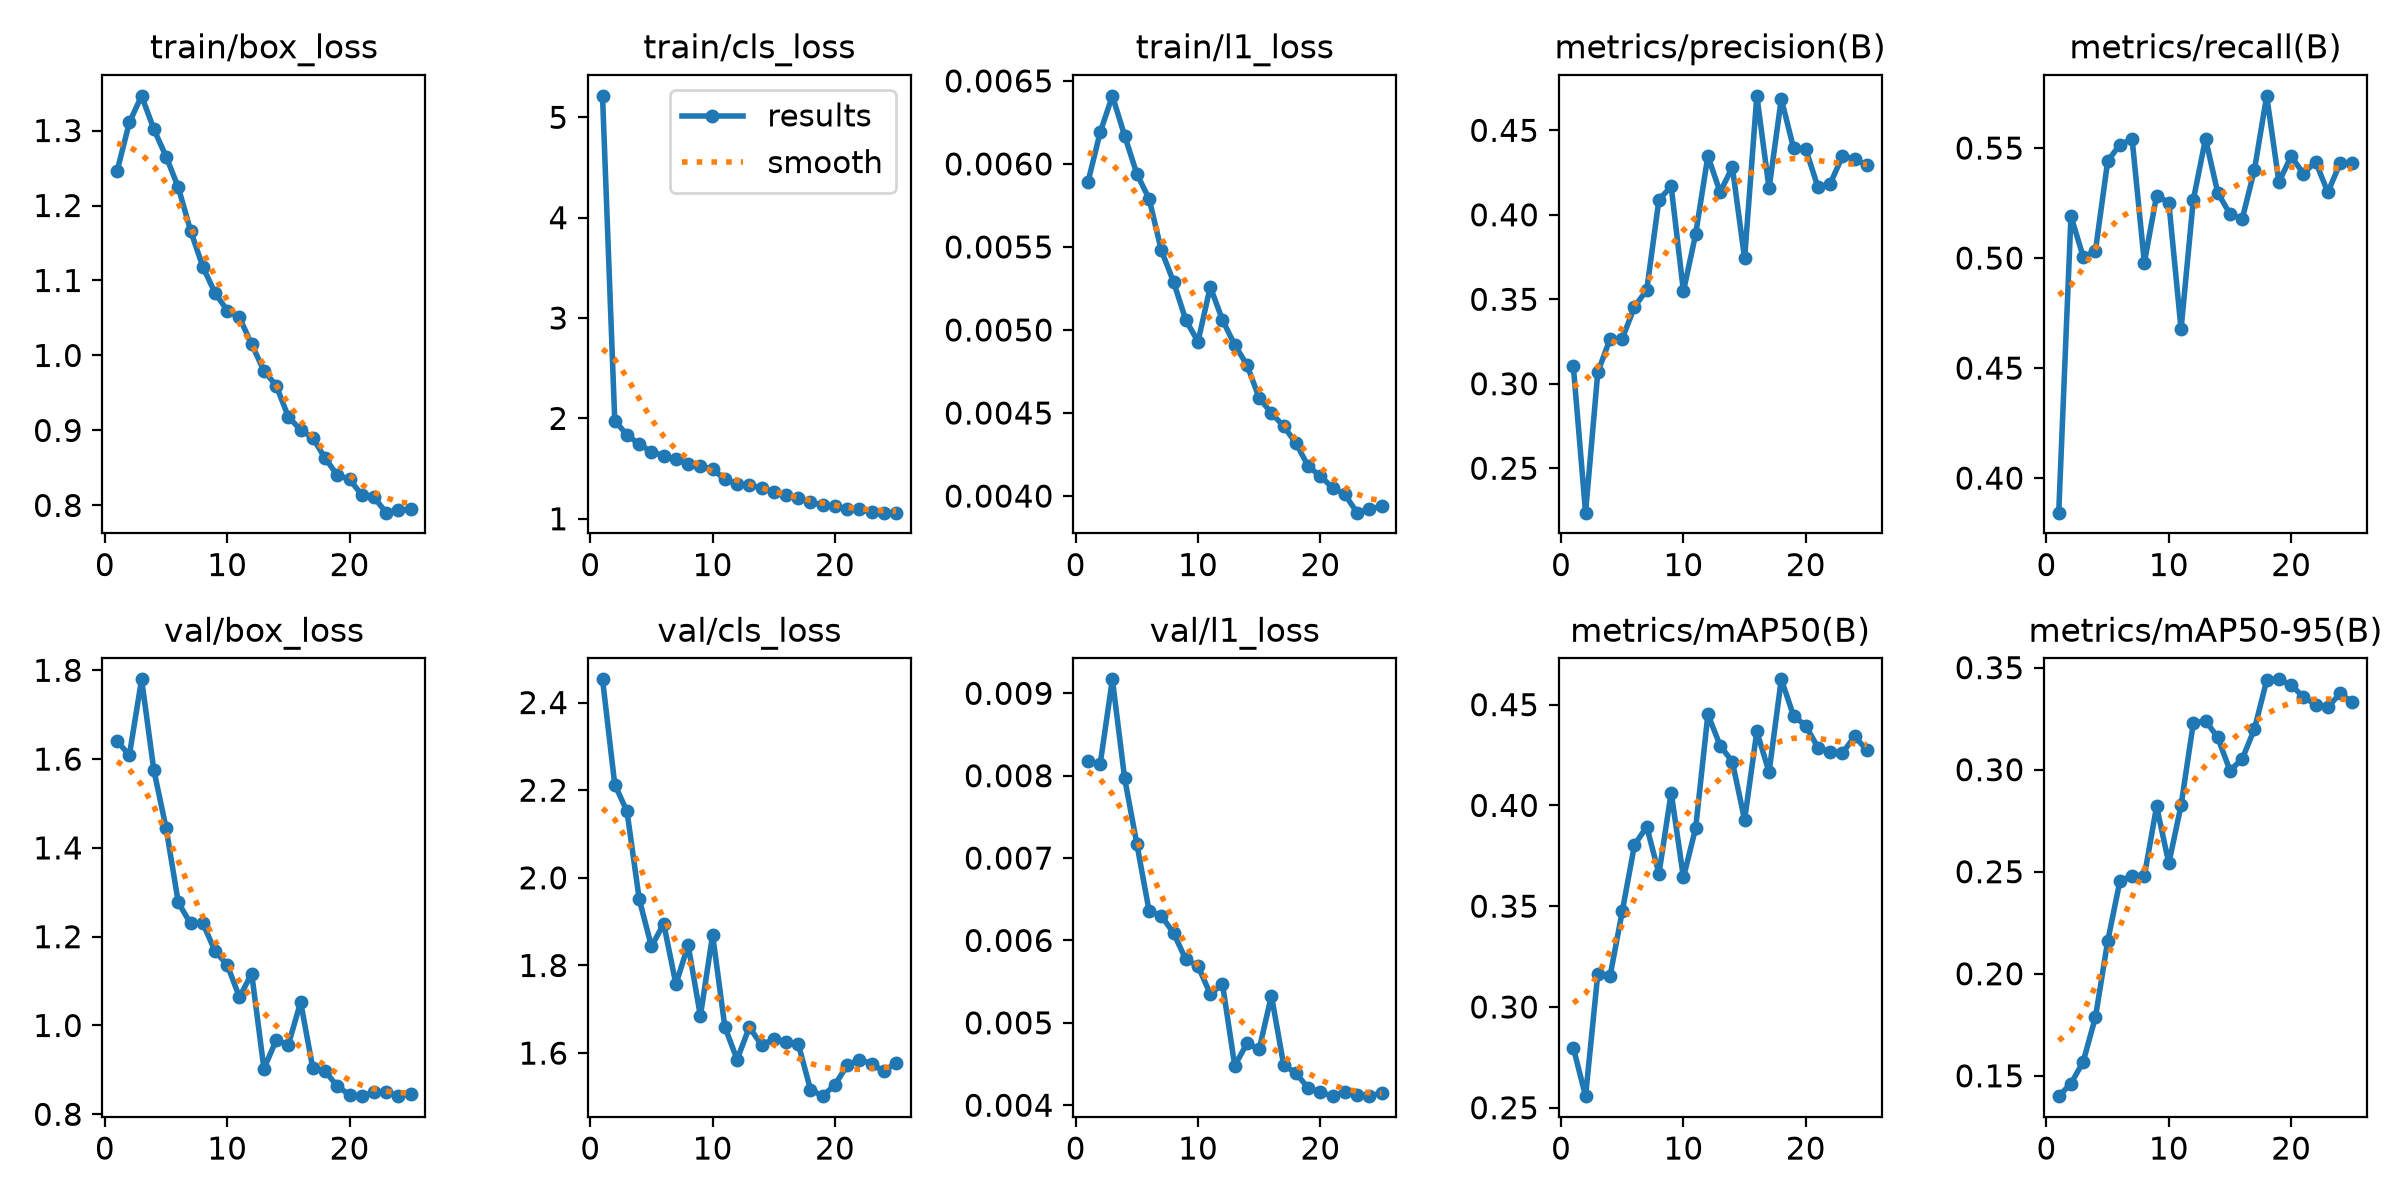 train/box_loss
train/cls_loss
train/l1_loss
metrics/precision(B)
metrics/recall(B)
1.3
1.2
1.1
1.0
0.9
0.8
0 10 20
5
4
3
2
1
0 10 20
results
smooth
0.0065
0.0060
0.0055
0.0050
0.0045
0.0040
0 10 20
0.45
0.40
0.35
0.30
0.25
0 10 20
0.55
0.50
0.45
0.40
0 10 20
val/box_loss
val/cls_loss
val/l1_loss
metrics/mAP50(B)
metrics/mAP50-95(B)
1.8
1.6
1.4
1.2
1.0
0.8
0 10 20
2.4
2.2
2.0
1.8
1.6
0 10 20
0.009
0.008
0.007
0.006
0.005
0.004
0 10 20
0.45
0.40
0.35
0.30
0.25
0 10 20
0.35
0.30
0.25
0.20
0.15
0 10 20